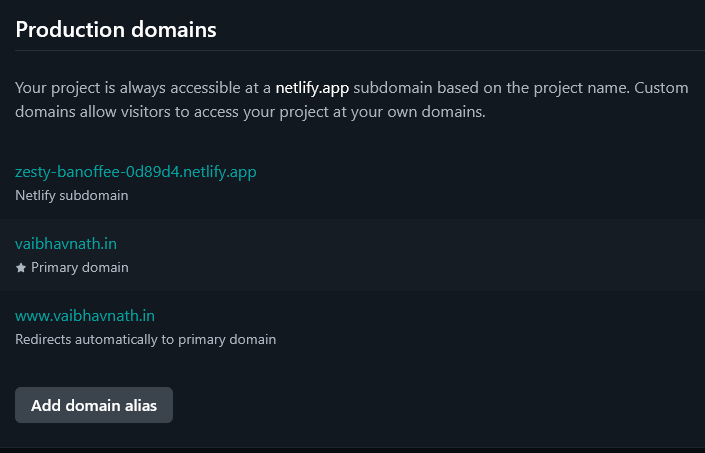 Production domains
Your project is always accessible at a netlify.app subdomain based on the project name. Custom
domains allow visitors to access your project at your own domains.
zesty-banoffee-0d89d4.netlify.app
Netlify subdomain
vaibhavnath.in
★ Primary domain
www.vaibhavnath.in
Redirects automatically to primary domain
Add domain alias